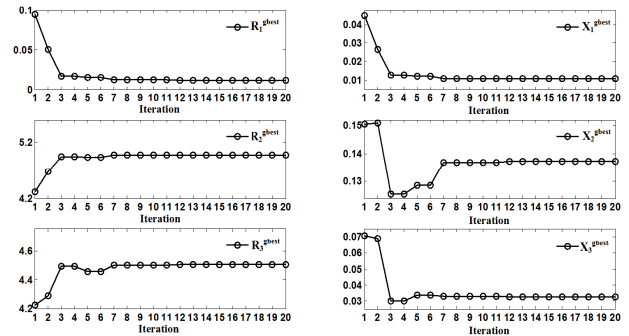 0.1
0.05
0
R₁ᵍᵇᵉˢᵗ
1 2 3 4 5 6 7 8 9 10 11 12 13 14 15 16 17 18 19 20
Iteration
0.04
0.03
0.02
0.01
X₁ᵍᵇᵉˢᵗ
1 2 3 4 5 6 7 8 9 10 11 12 13 14 15 16 17 18 19 20
Iteration
5.2
4.2
R₂ᵍᵇᵉˢᵗ
1 2 3 4 5 6 7 8 9 10 11 12 13 14 15 16 17 18 19 20
Iteration
0.15
0.14
0.13
X₂ᵍᵇᵉˢᵗ
1 2 3 4 5 6 7 8 9 10 11 12 13 14 15 16 17 18 19 20
Iteration
4.6
4.4
4.2
R₃ᵍᵇᵉˢᵗ
1 2 3 4 5 6 7 8 9 10 11 12 13 14 15 16 17 18 19 20
Iteration
0.07
0.06
0.05
0.04
0.03
X₃ᵍᵇᵉˢᵗ
1 2 3 4 5 6 7 8 9 10 11 12 13 14 15 16 17 18 19 20
Iteration